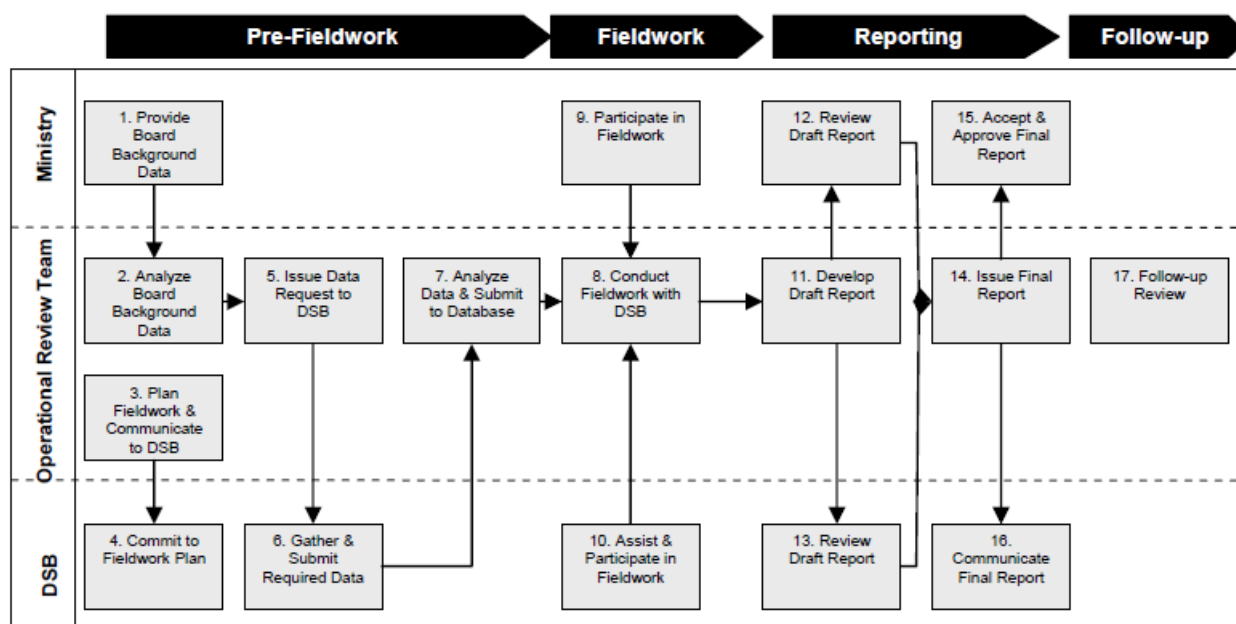 Pre-Fieldwork
Fieldwork
Reporting
Follow-up
Ministry
1. Provide
Board
Background
Data
9. Participate in
Fieldwork
12. Review
Draft Report
15. Accept &
Approve Final
Report
Operational Review Team
2. Analyze
Board
Background
Data
5. Issue Data
Request to
DSB
7. Analyze
Data & Submit
to Database
8. Conduct
Fieldwork with
DSB
11. Develop
Draft Report
14. Issue Final
Report
17. Follow-up
Review
3. Plan
Fieldwork &
Communicate
to DSB
DSB
4. Commit to
Fieldwork Plan
6. Gather &
Submit
Required Data
10. Assist &
Participate in
Fieldwork
13. Review
Draft Report
16.
Communicate
Final Report